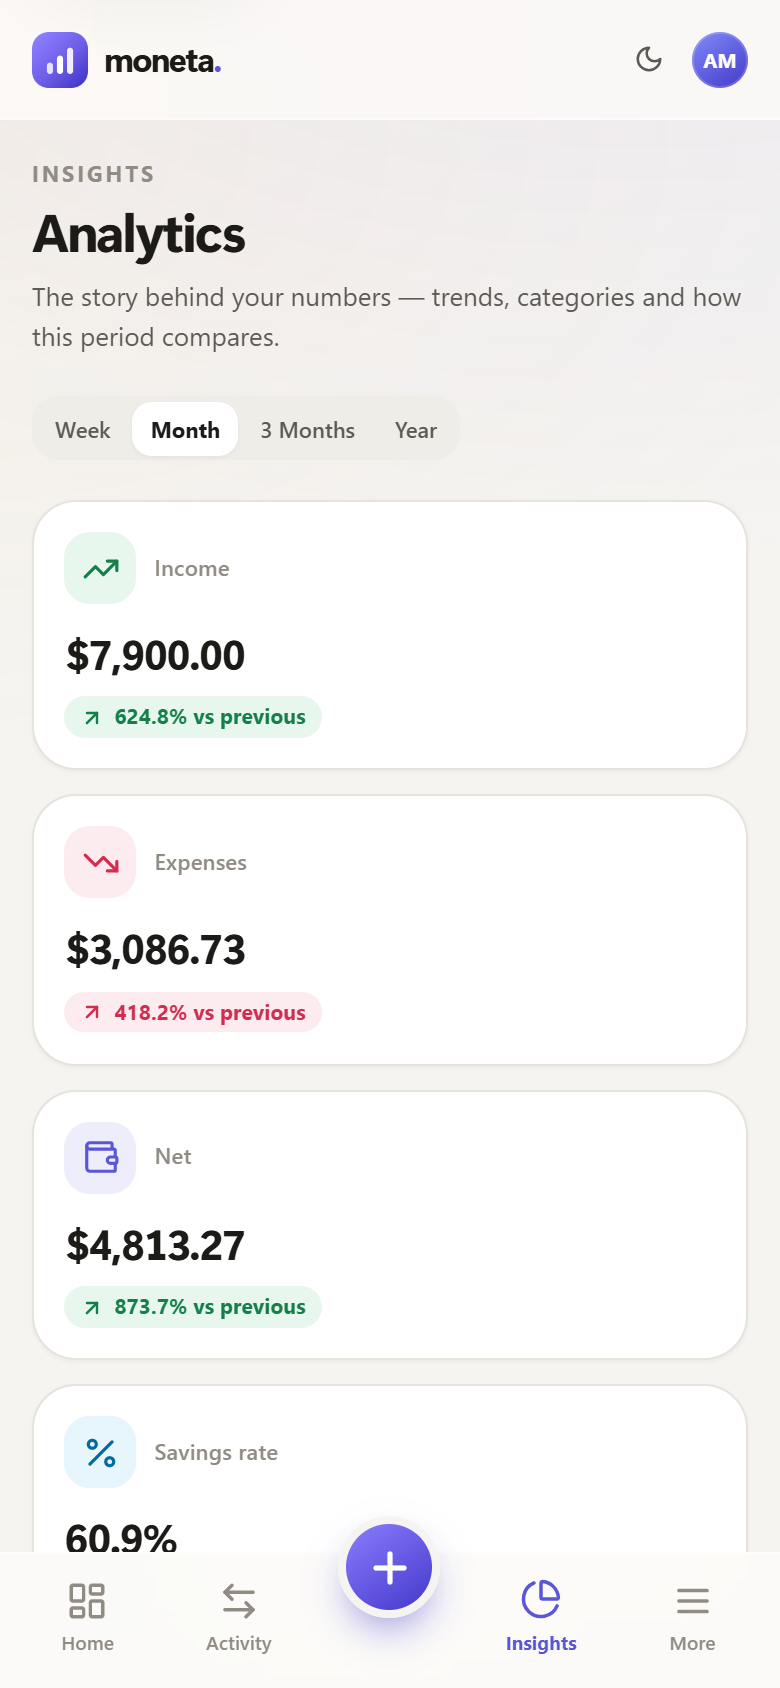 moneta.
AM
INSIGHTS
Analytics
The story behind your numbers — trends, categories and how
this period compares.
Week Month 3 Months Year
Income
$7,900.00
624.8% vs previous
Expenses
$3,086.73
418.2% vs previous
Net
$4,813.27
873.7% vs previous
Savings rate
60.9%
Home Activity Insights More